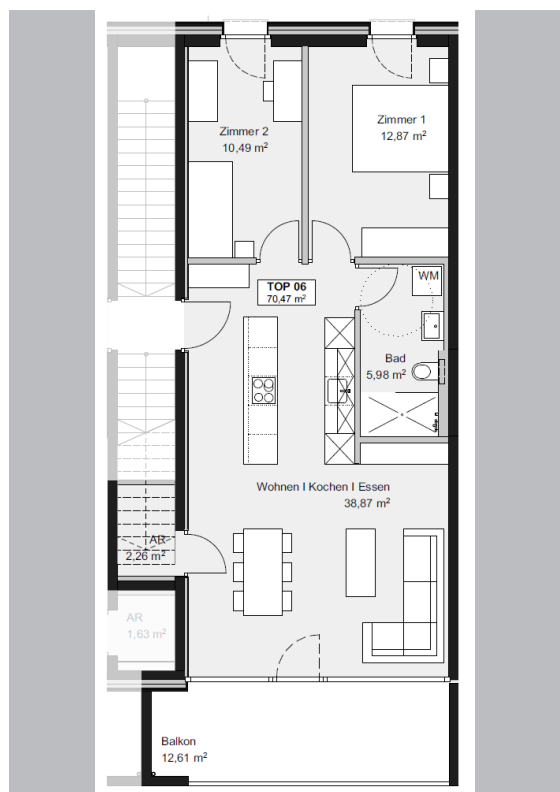 Zimmer 2
10,49 m²
Zimmer 1
12,87 m²
TOP 06
70,47 m²
WM
Bad
5,98 m²
Wohnen I Kochen I Essen
38,87 m²
AR
2,26 m²
AR
1,63 m²
Balkon
12,61 m²